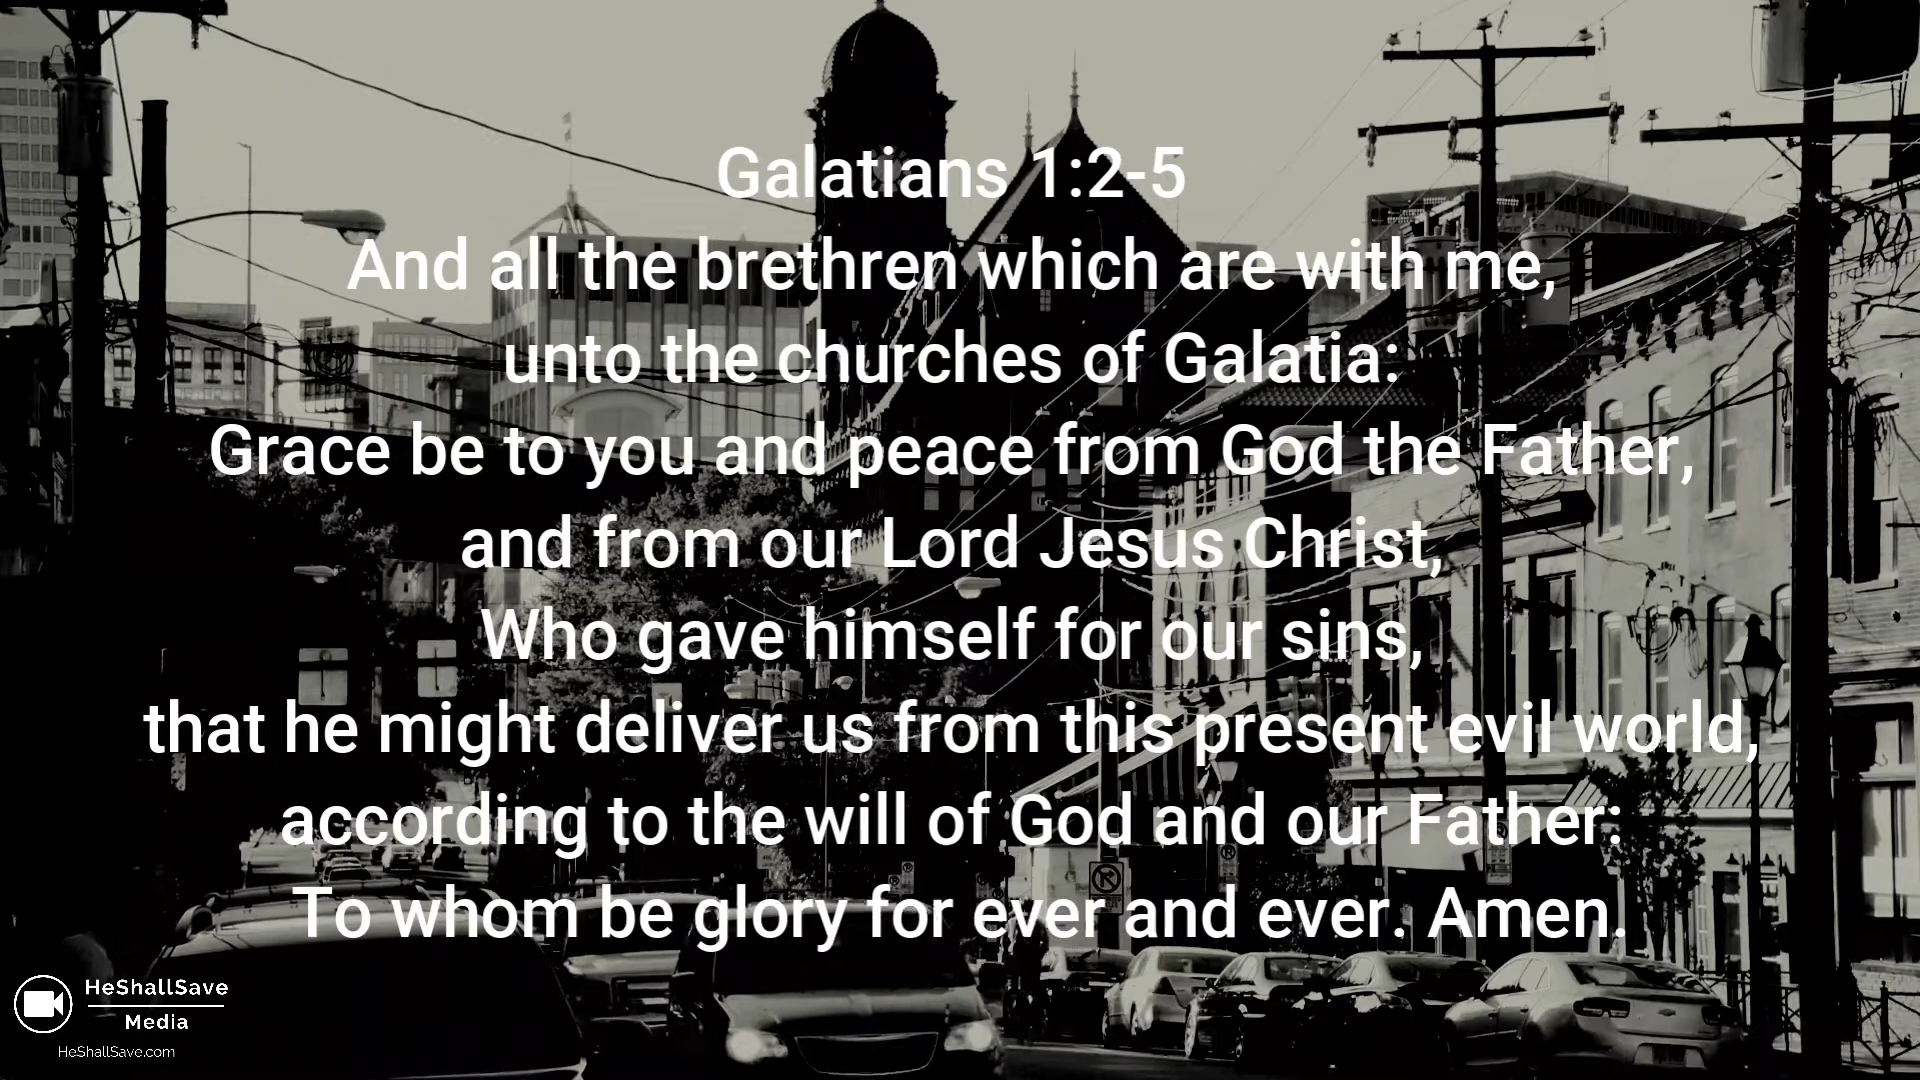 Galatians 1:2-5
And all the brethren which are with me,
unto the churches of Galatia:
Grace be to you and peace from God the Father,
and from our Lord Jesus Christ,
Who gave himself for our sins,
that he might deliver us from this present evil world,
according to the will of God and our Father:
To whom be glory for ever and ever. Amen.
HeShallSave
Media
HeShallSave.com